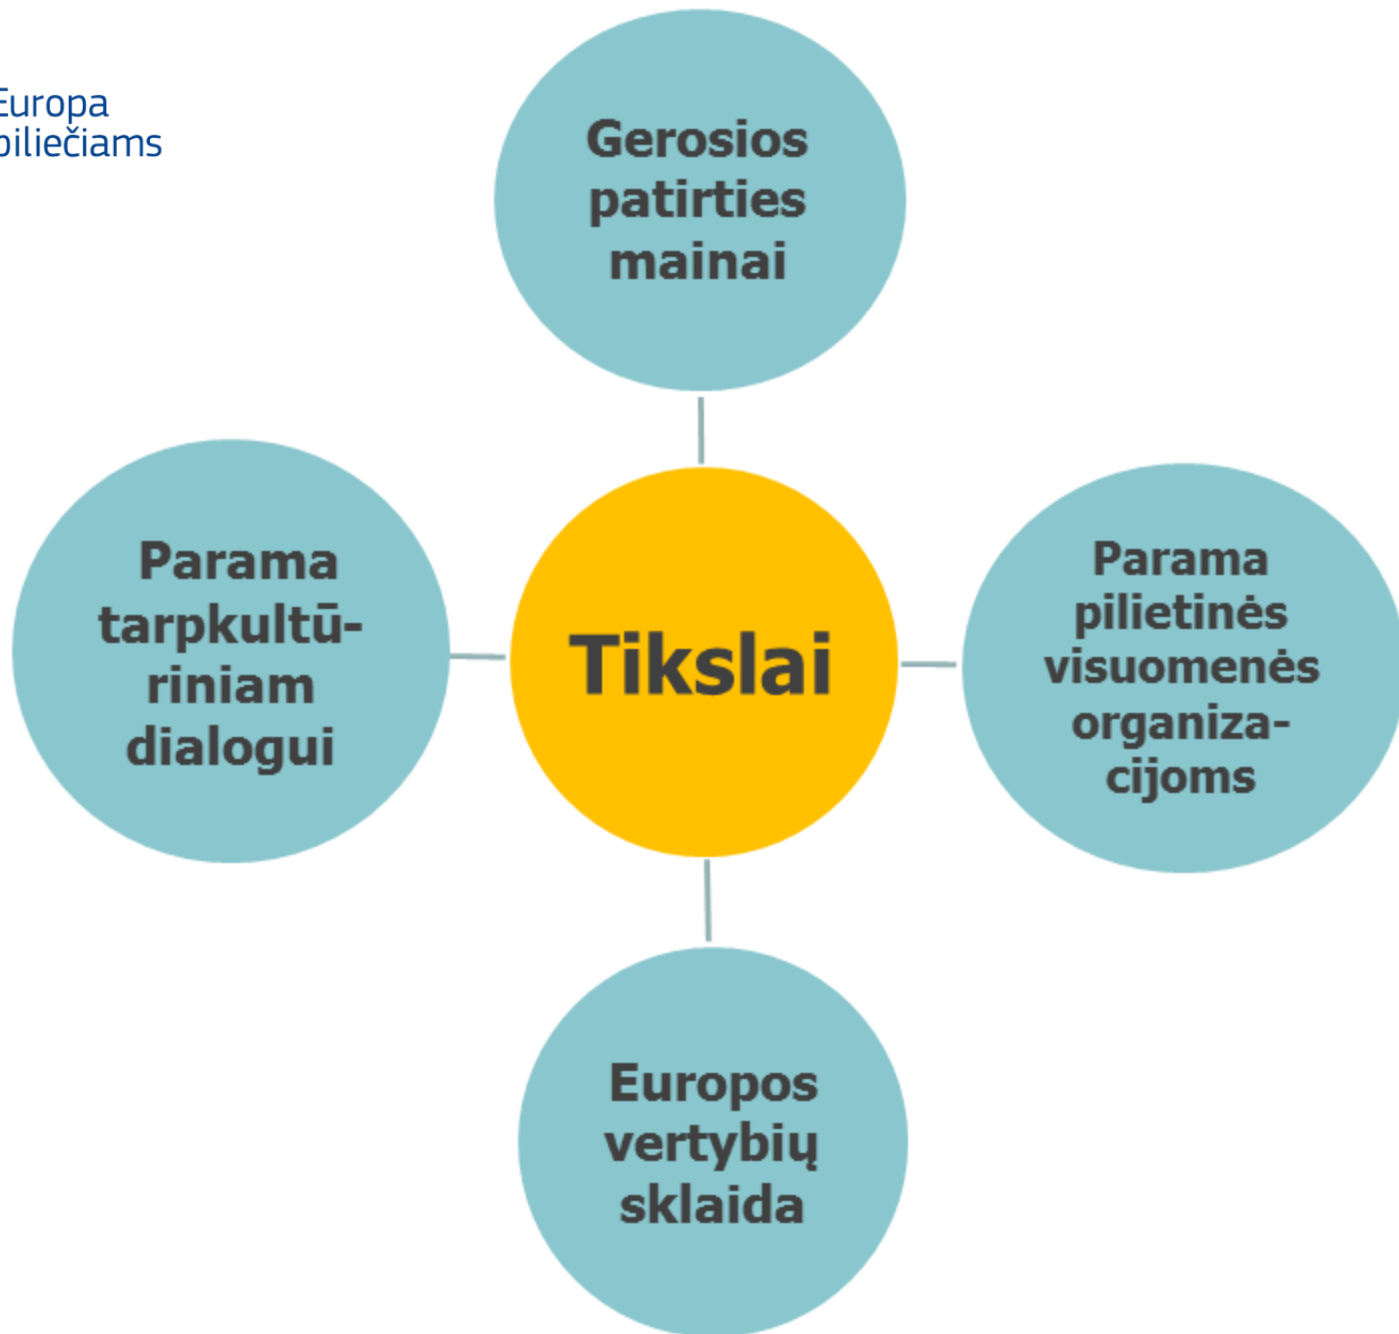 Europa
piliečiams
Gerosios
patirties
mainai
Parama
tarpkultū-
riniam
dialogui
Tikslai
Parama
pilietinės
visuomenės
organiza-
cijoms
Europos
vertybių
sklaida